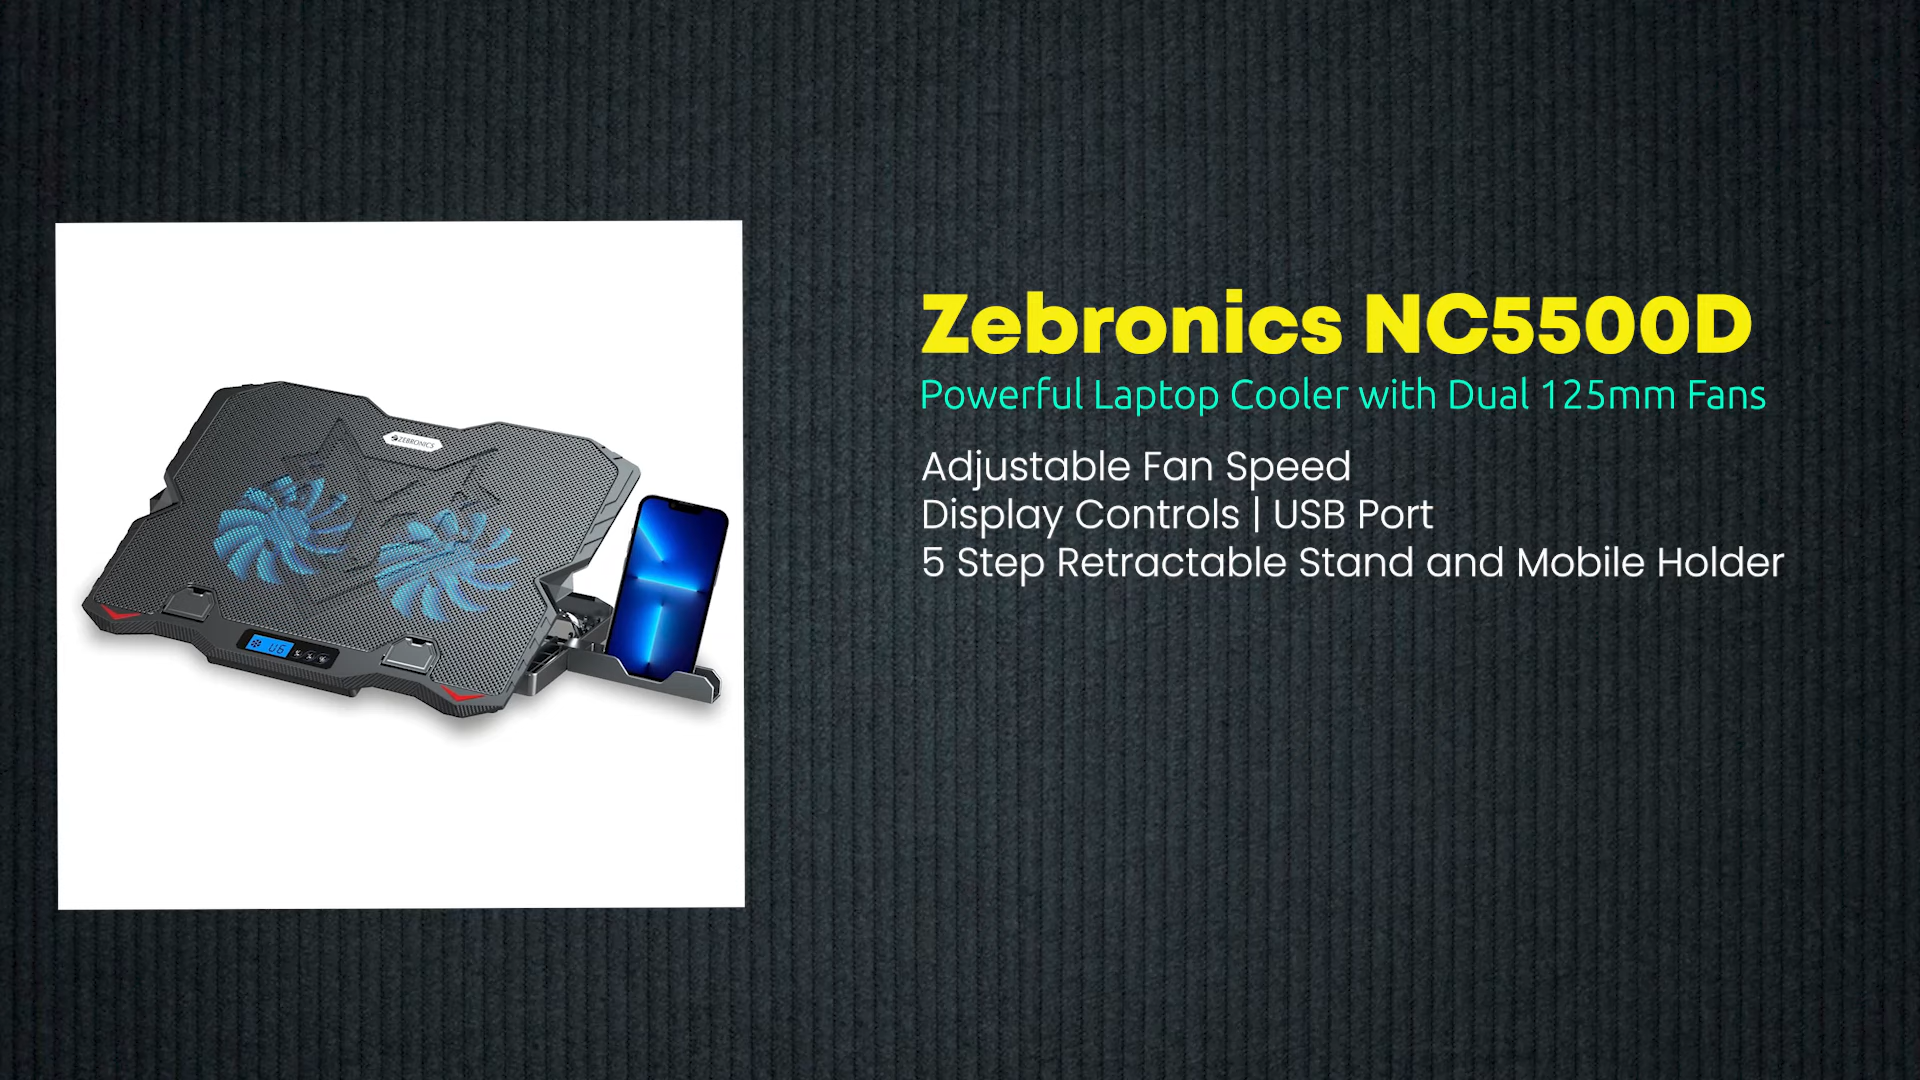 ZEBRONICS
Zebronics NC5500D
Powerful Laptop Cooler with Dual 125mm Fans
Adjustable Fan Speed
Display Controls | USB Port
5 Step Retractable Stand and Mobile Holder